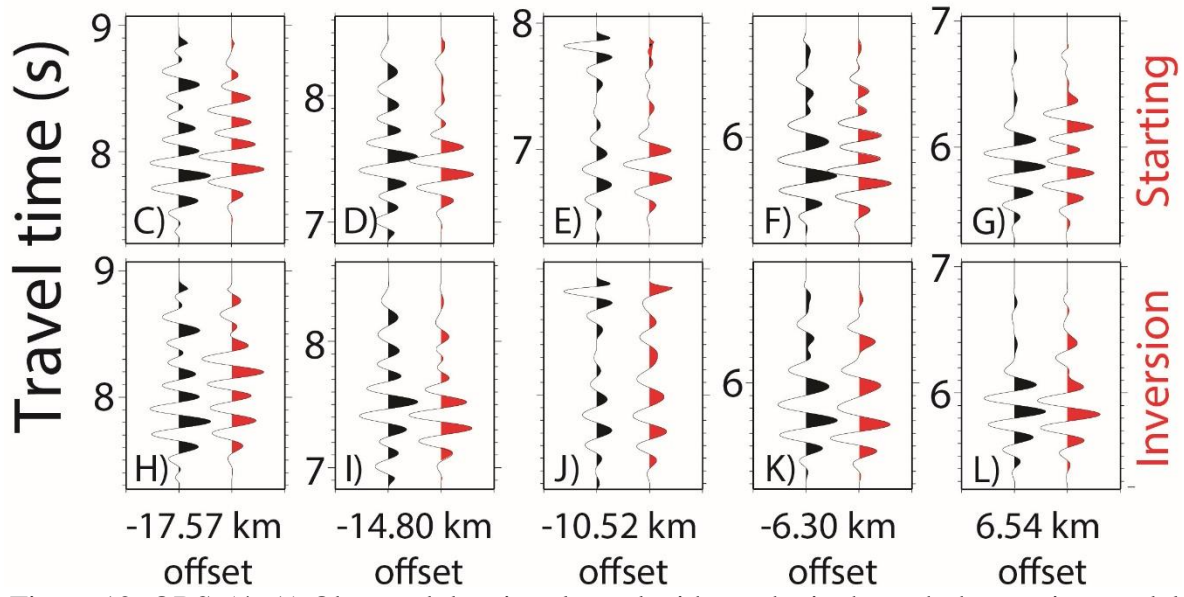 Travel time (s)
9
8
C)
8
7
D)
8
7
E)
6
F)
7
6
G)
Starting
9
8
H)
8
7
I)
J)
6
K)
7
6
L)
Inversion
-17.57 km
offset
-14.80 km
offset
-10.52 km
offset
-6.30 km
offset
6.54 km
offset